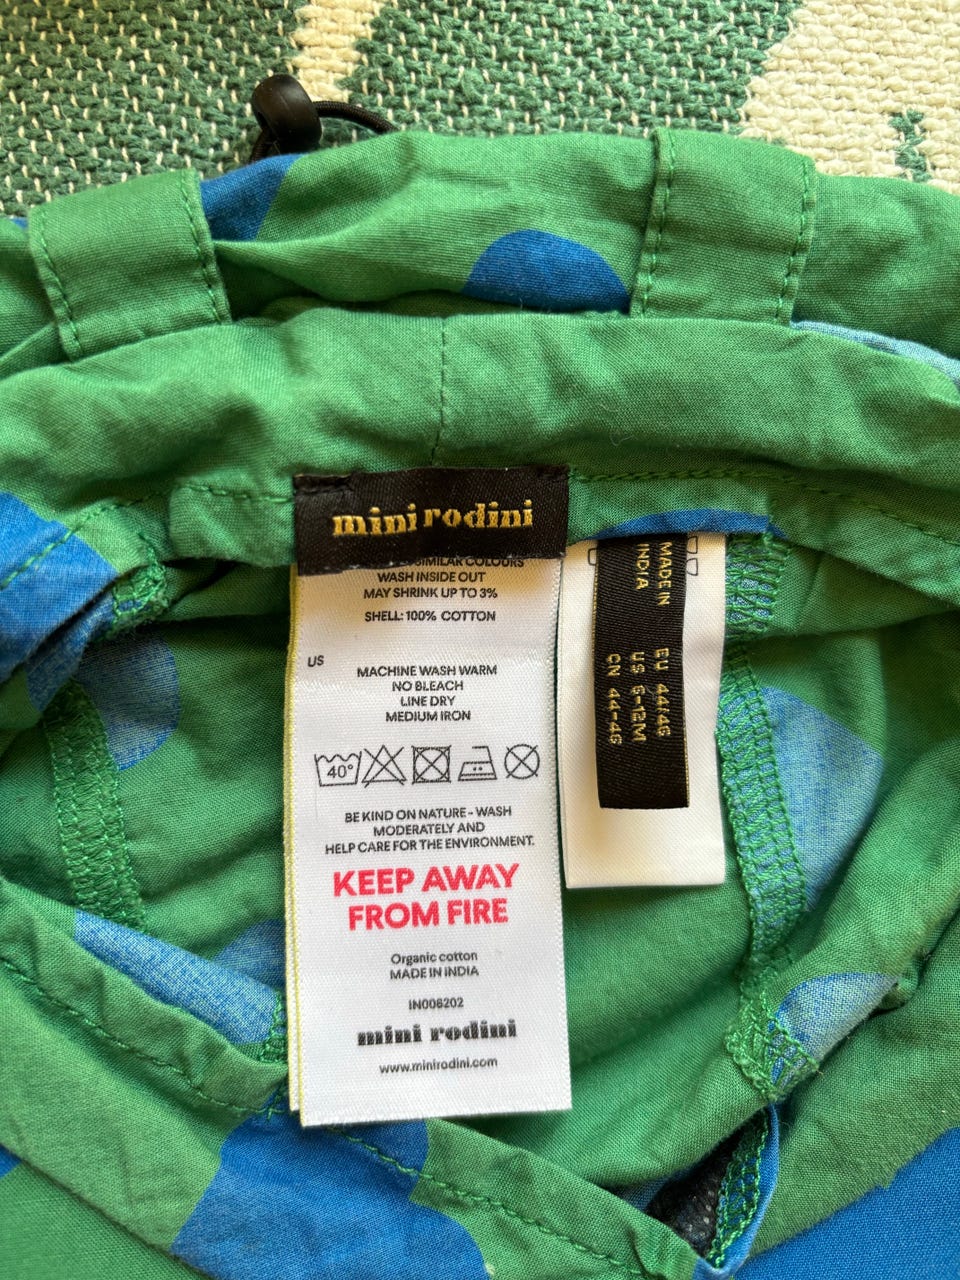 mini rodini
SIMILAR COLOURS
WASH INSIDE OUT
MAY SHRINK UP TO 3%
SHELL: 100% COTTON
US
MACHINE WASH WARM
NO BLEACH
LINE DRY
MEDIUM IRON
40°
BE KIND ON NATURE - WASH
MODERATELY AND
HELP CARE FOR THE ENVIRONMENT.
KEEP AWAY
FROM FIRE
Organic cotton
MADE IN INDIA
IN006202
mini rodini
www.minirodini.com
MADE IN
INDIA
EU 44/46
US 6-12M
CN 44-46